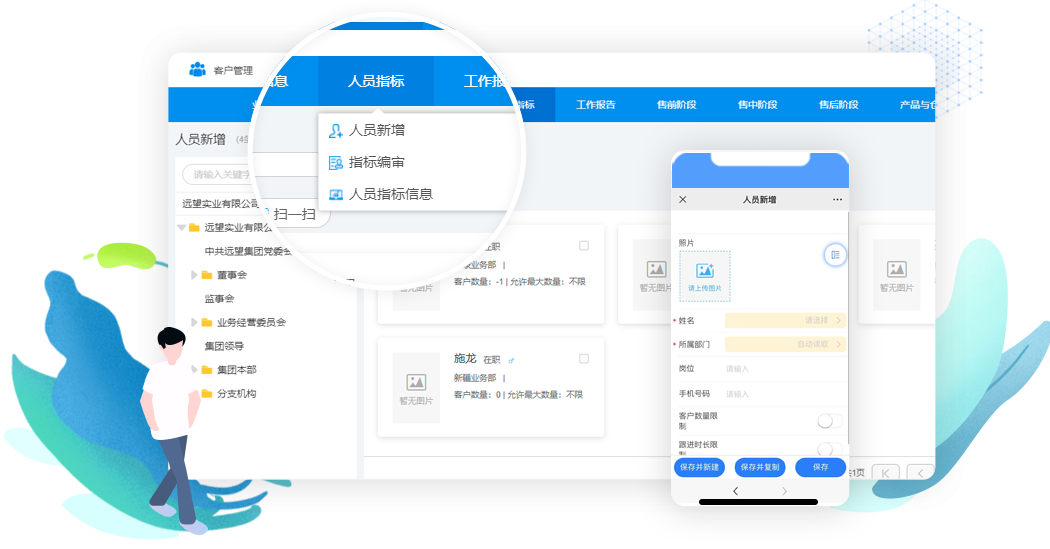 客户管理
息
人员指标
工作报
指标
工作报告
售前阶段
售中阶段
售后阶段
产品与仓
人员新增
指标编审
人员指标信息
扫一扫
人员新增
请输入关键字
远望实业有限公司
远望实业有限公
中共远望集团党委会
董事会
监事会
业务经营委员会
集团领导
集团本部
分支机构
在职
业务部 |
客户数量：-1 | 允许最大数量：不限
暂无图片
施龙 在职
新疆业务部 |
客户数量：0 | 允许最大数量：不限
暂无图片
暂无图片
暂无图片
人员新增
照片
请上传图片
* 姓名
请选择
* 所属部门
自动读取
岗位
请输入
手机号码
请输入
客户数量限
制
跟进时长限
保存并新建
保存并复制
保存
共1页